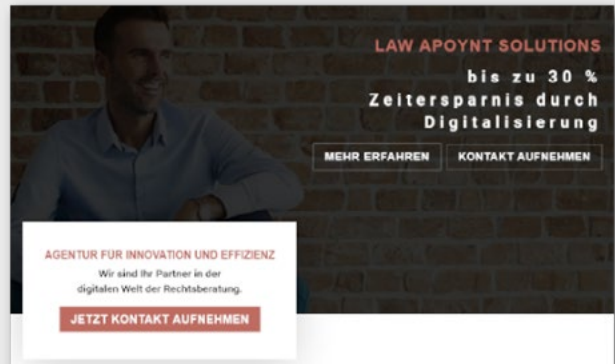 LAW APOYNT SOLUTIONS
bis zu 30 %
Zeitersparnis durch
Digitalisierung
MEHR ERFAHREN KONTAKT AUFNEHMEN
AGENTUR FÜR INNOVATION UND EFFIZIENZ
Wir sind Ihr Partner in der
digitalen Welt der Rechtsberatung.
JETZT KONTAKT AUFNEHMEN